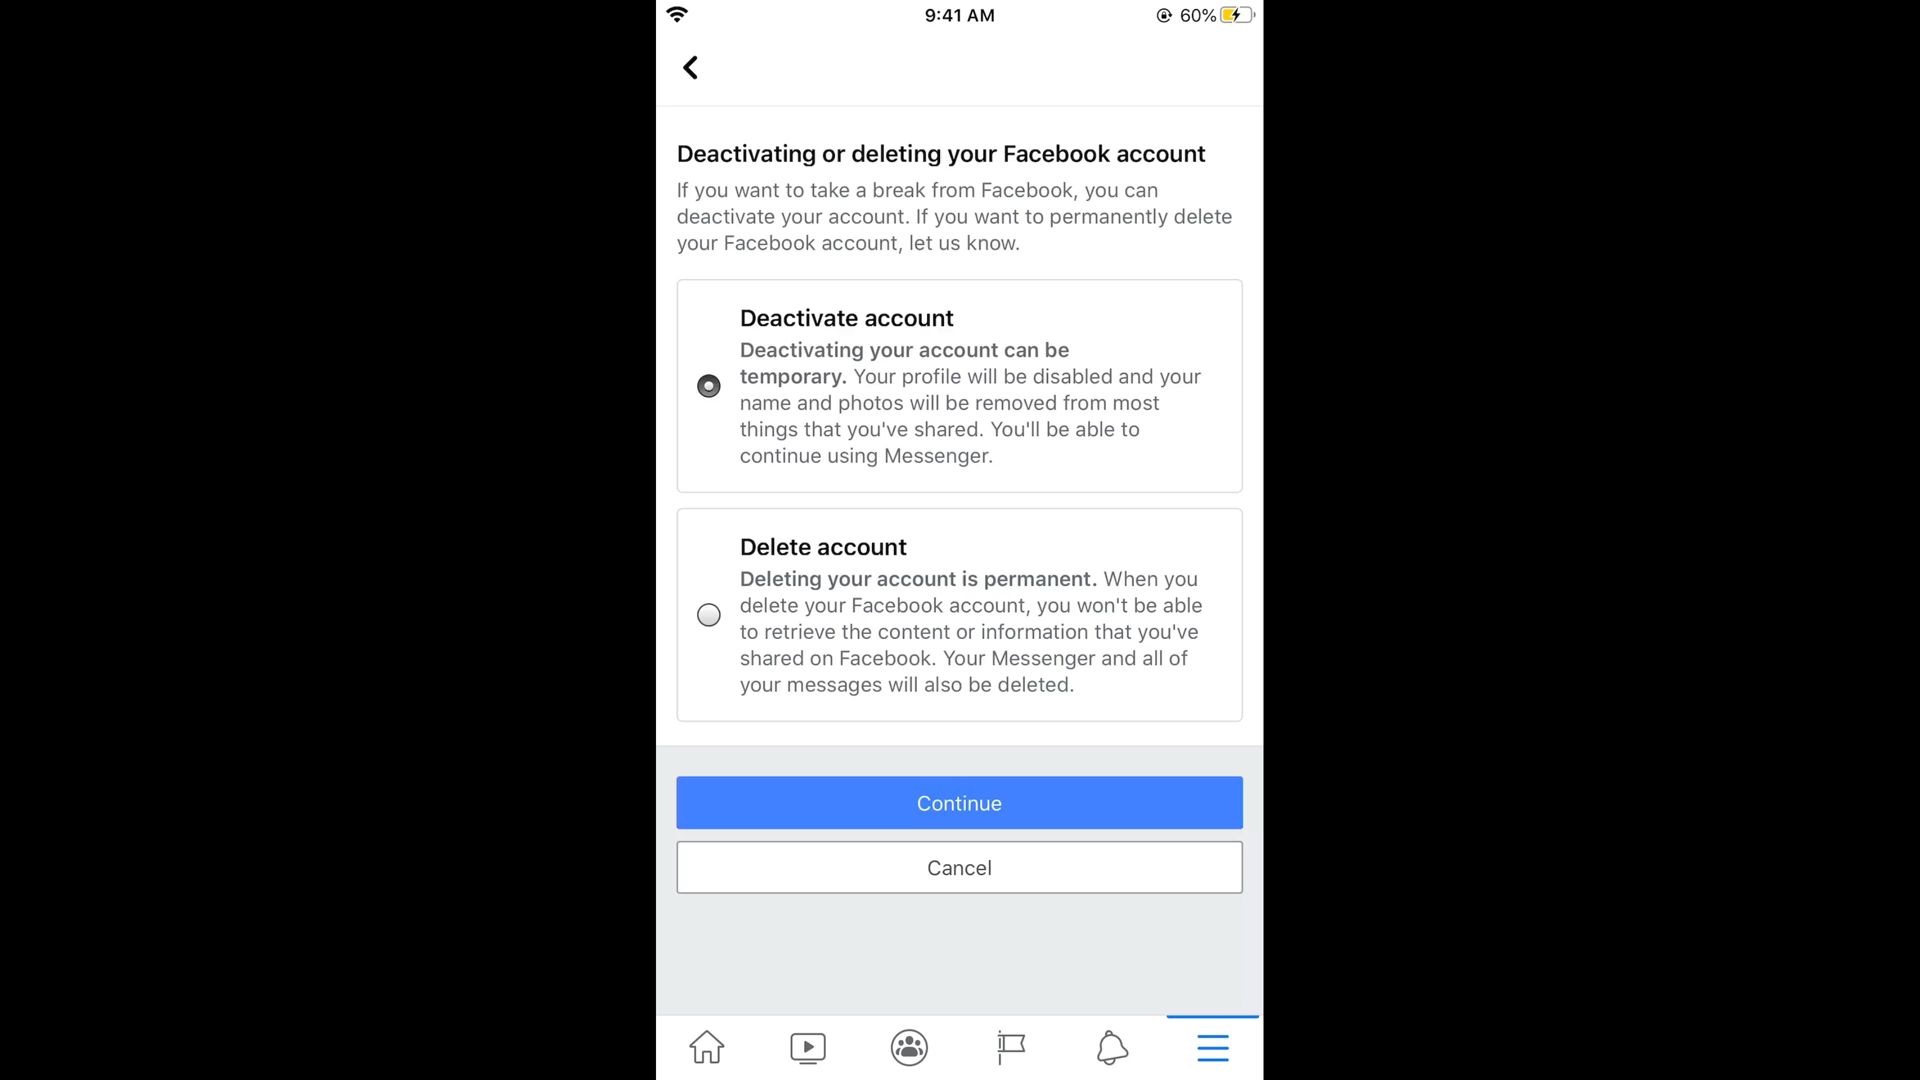 9:41 AM
60%
Deactivating or deleting your Facebook account
If you want to take a break from Facebook, you can
deactivate your account. If you want to permanently delete
your Facebook account, let us know.
Deactivate account
Deactivating your account can be
temporary. Your profile will be disabled and your
name and photos will be removed from most
things that you've shared. You'll be able to
continue using Messenger.
Delete account
Deleting your account is permanent. When you
delete your Facebook account, you won't be able
to retrieve the content or information that you've
shared on Facebook. Your Messenger and all of
your messages will also be deleted.
Continue
Cancel